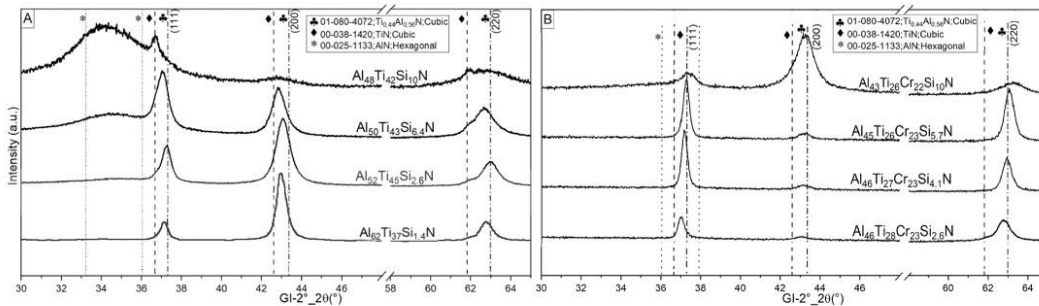 A
* * ♦ ♣ (111) ♦ ♣ (200) ♦ ♣ (220)
♣ 01-080-4072;Ti0,44Al0,56N;Cubic
♦ 00-038-1420;TiN;Cubic
* 00-025-1133;AlN;Hexagonal
Al48Ti42Si10N
Al50Ti43Si6.4N
Al52Ti45Si2.6N
Al62Ti37Si1.4N
Intensity (a.u.)
30 32 34 36 38 40 42 44 46 58 60 62 64
GI-2°_2θ(°)
B
* ♦ ♣ (111) ♦ ♣ (200) ♦ ♣ (220)
♣ 01-080-4072;Ti0,44Al0,56N;Cubic
♦ 00-038-1420;TiN;Cubic
* 00-025-1133;AlN;Hexagonal
Al43Ti26Cr22Si10N
Al45Ti26Cr23Si5.7N
Al46Ti27Cr23Si4.1N
Al46Ti28Cr23Si2.6N
30 32 34 36 38 40 42 44 46 60 62 64
GI-2°_2θ(°)